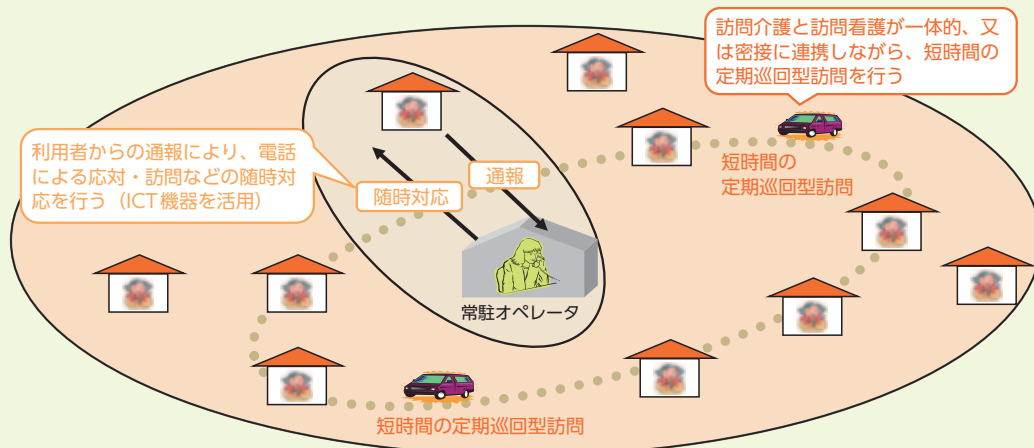 訪問介護と訪問看護が一体的、又
は密接に連携しながら、短時間の
定期巡回型訪問を行う
利用者からの通報により、電話
による応対・訪問などの随時対
応を行う（ICT機器を活用）
通報
随時対応
短時間の
定期巡回型訪問
常駐オペレータ
短時間の定期巡回型訪問